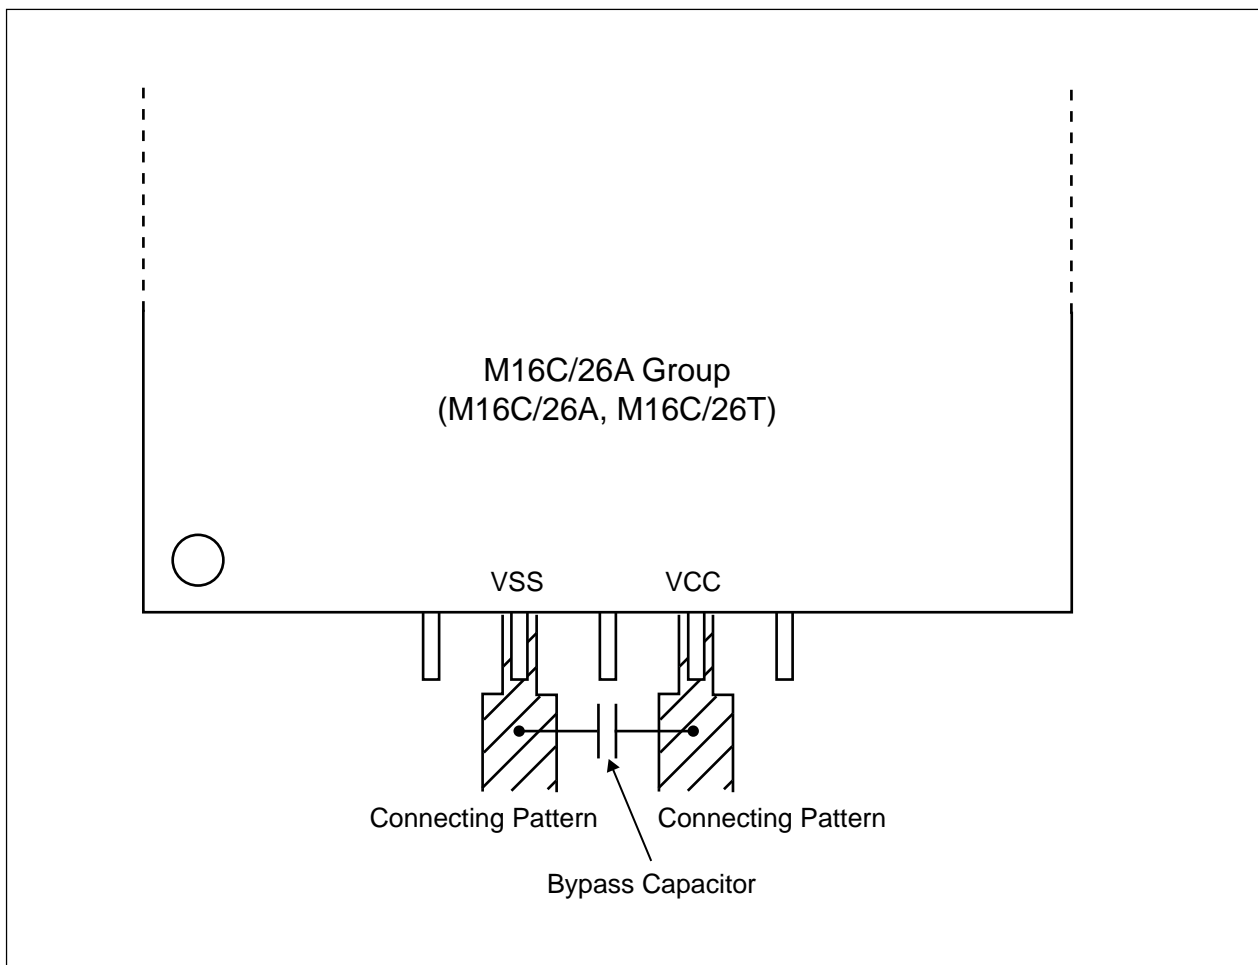 M16C/26A Group
(M16C/26A, M16C/26T)
VSS
VCC
Connecting Pattern
Connecting Pattern
Bypass Capacitor